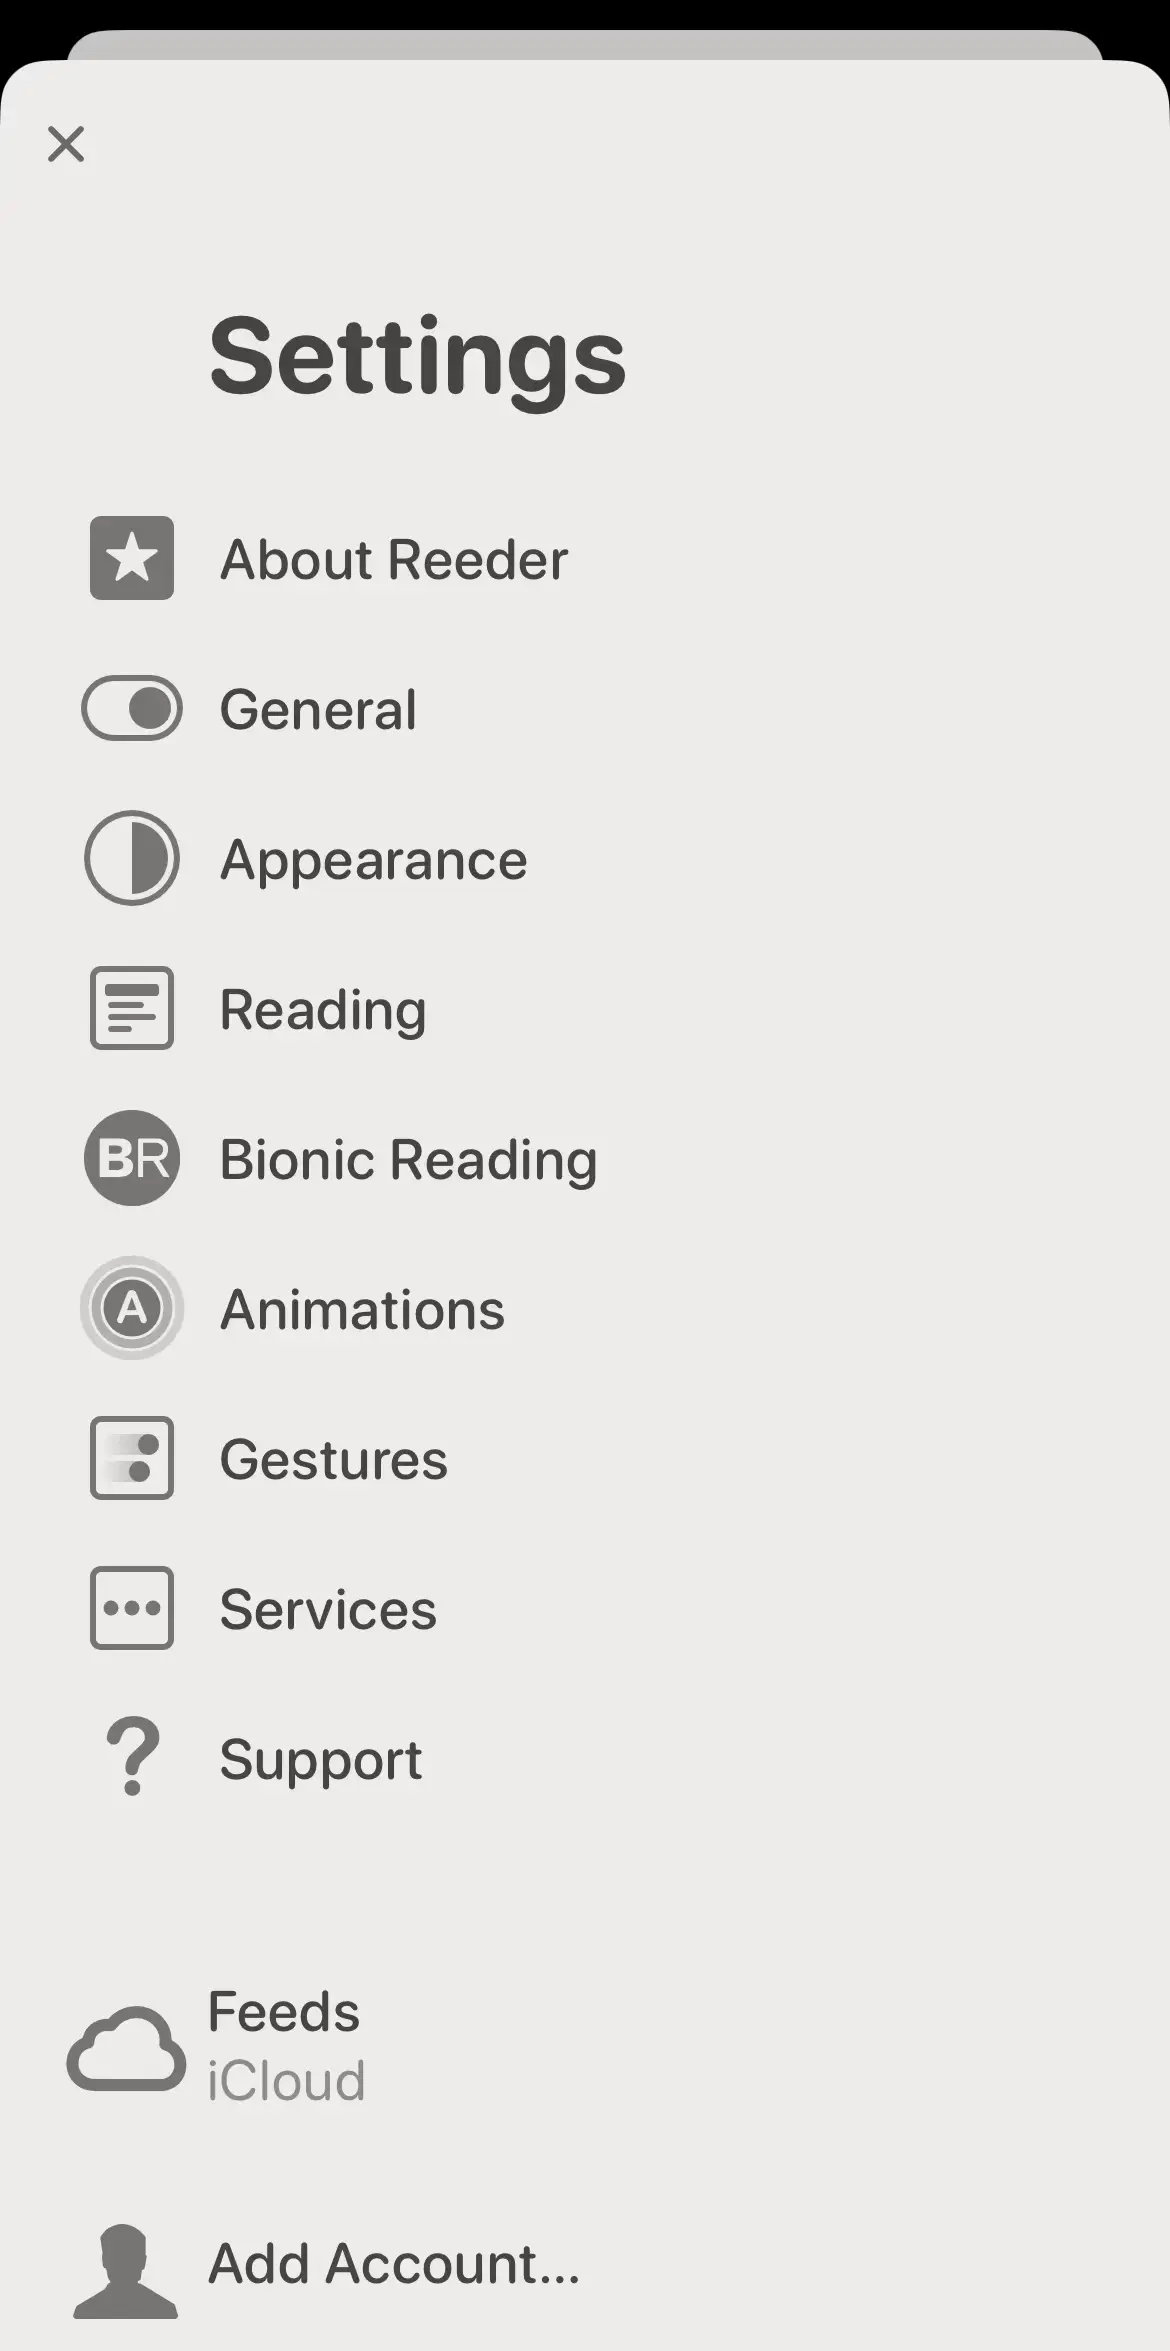 Settings
About Reeder
General
Appearance
Reading
BR
Bionic Reading
A
Animations
Gestures
Services
?
Support
Feeds
iCloud
Add Account...